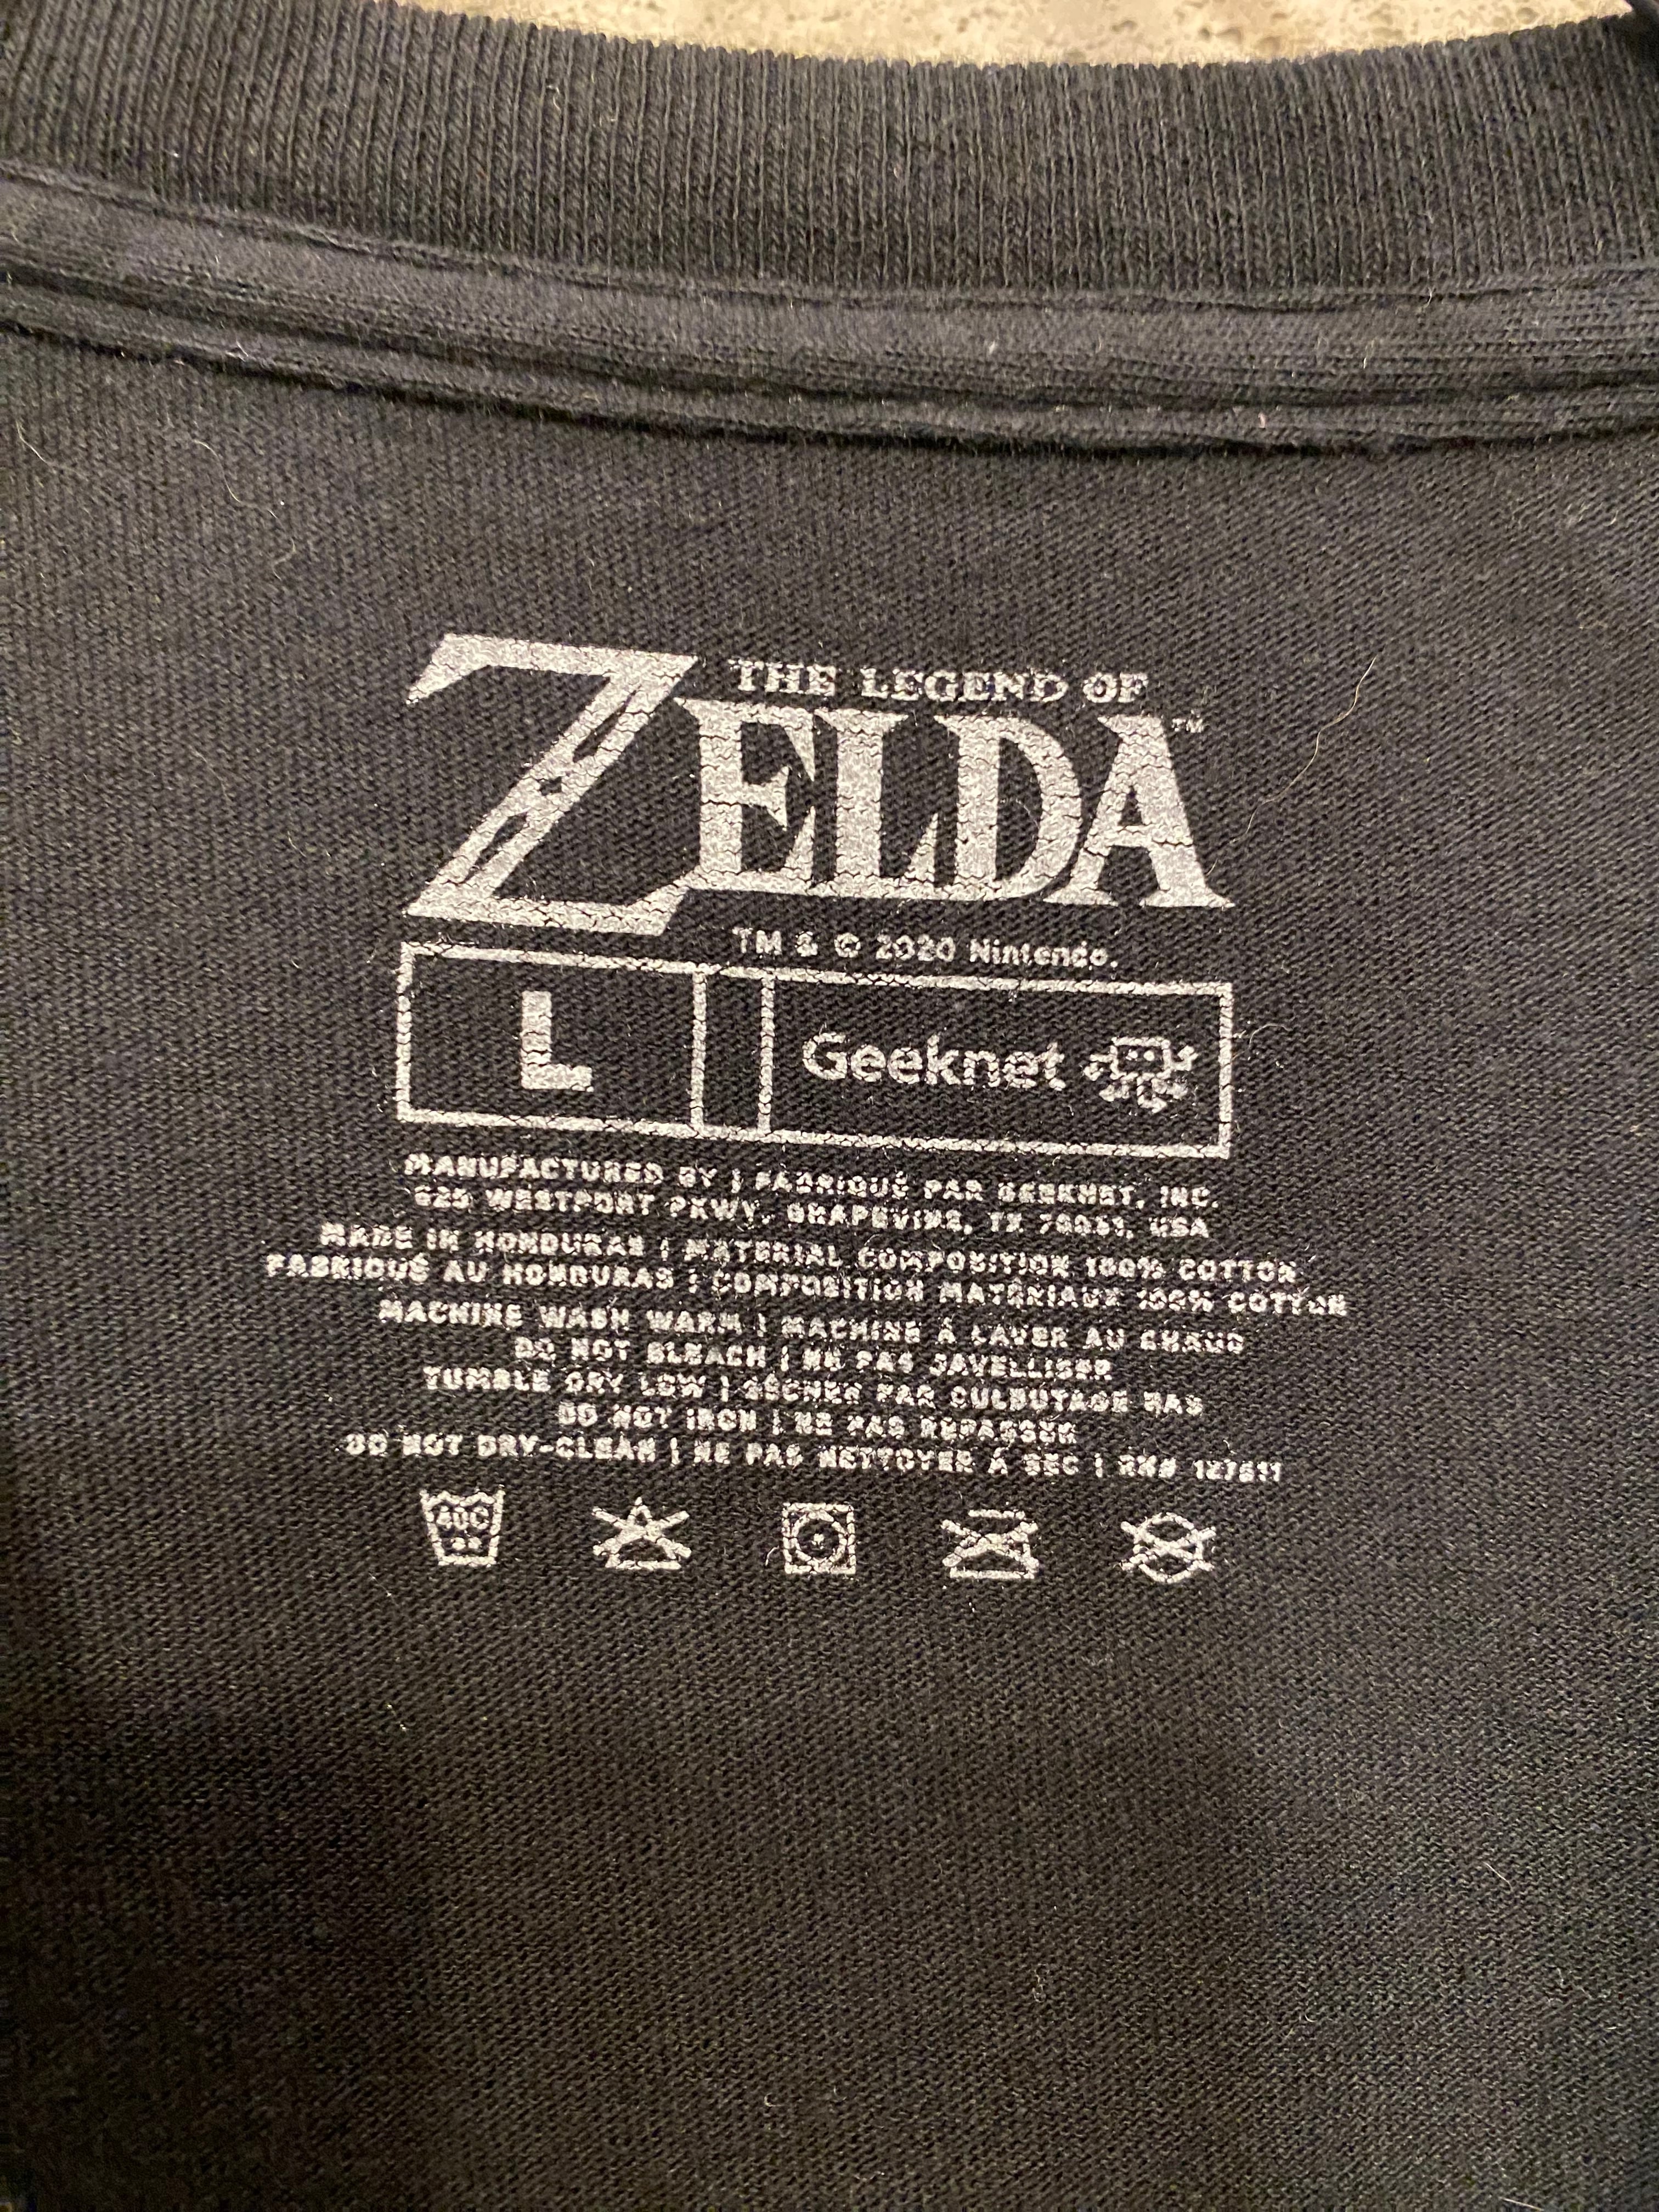 THE LEGEND OF
ZELDA™
TM & © 2020 Nintendo.
L
Geeknet
MANUFACTURED BY | FABRIQUÉ PAR GEEKNET, INC.
625 WESTPORT PKWY, GRAPEVINE, TX 76051, USA
MADE IN HONDURAS | MATERIAL COMPOSITION 100% COTTON
FABRIQUÉ AU HONDURAS | COMPOSITION MATÉRIAUX 100% COTTON
MACHINE WASH WARM | MACHINE À LAVER AU CHAUD
DO NOT BLEACH | NE PAS JAVELLISER
TUMBLE DRY LOW | SÉCHER PAR CULBUTAGE BAS
DO NOT IRON | NE PAS REPASSER
DO NOT DRY-CLEAN | NE PAS NETTOYER À SEC | RN#
40C